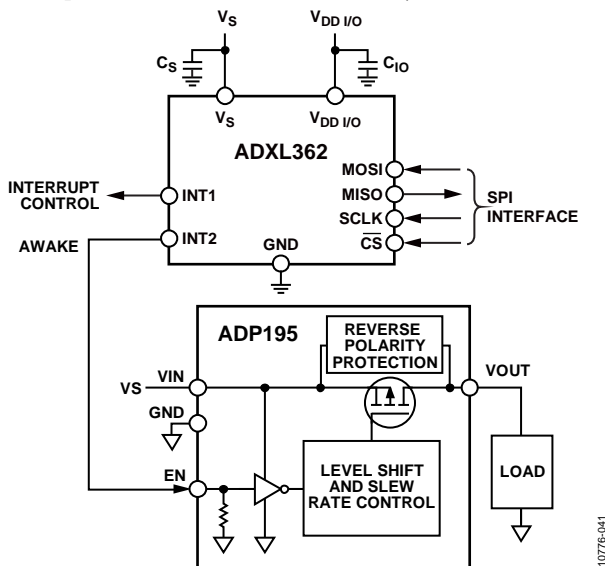 VS
VDD I/O
CS
CIO
VS
VDD I/O
ADXL362
MOSI
MISO
SCLK
CS
SPI
INTERFACE
INTERRUPT
CONTROL
INT1
AWAKE
INT2
GND
ADP195
REVERSE
POLARITY
PROTECTION
VS
VIN
VOUT
GND
EN
LEVEL SHIFT
AND SLEW
RATE CONTROL
LOAD
10776-041